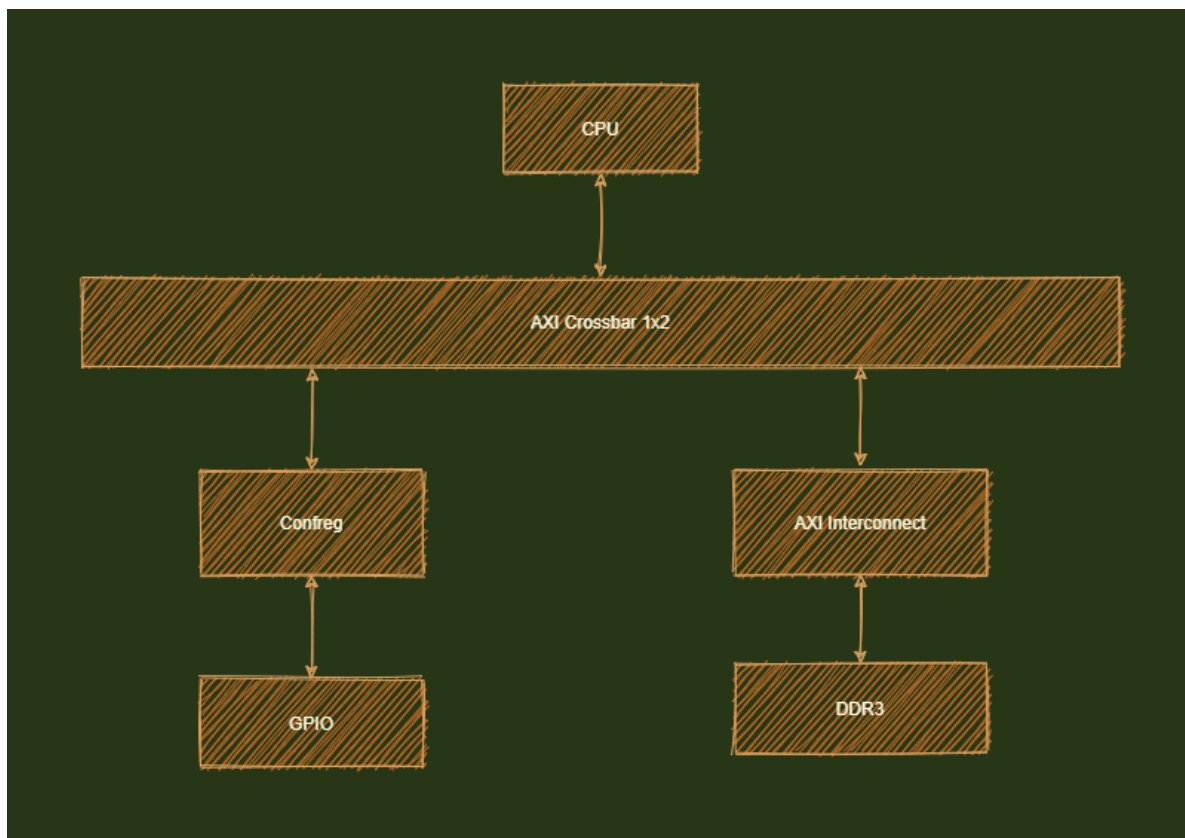 CPU
AXI Crossbar 1x2
Confreg
AXI Interconnect
GPIO
DDR3